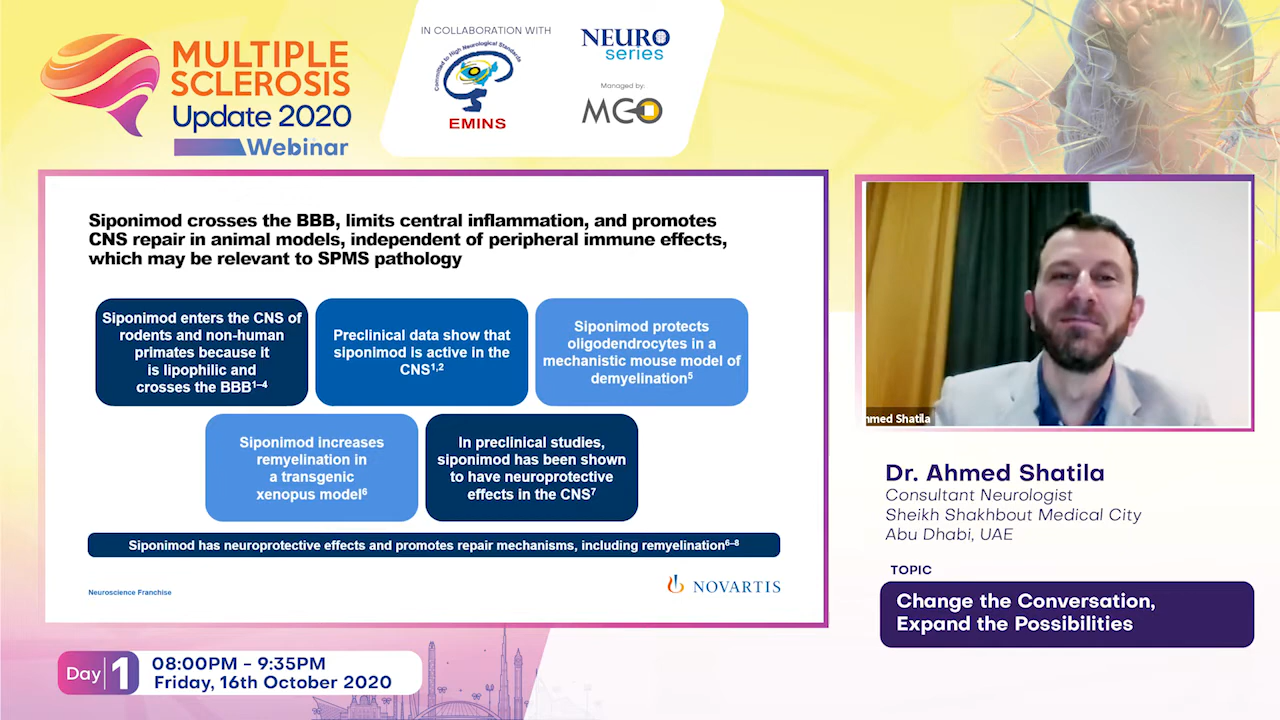 MULTIPLE
SCLEROSIS
Update 2020
Webinar
IN COLLABORATION WITH
Committed to High Neurological Standards
EMINS
NEURO
series
Managed by:
MCO
Siponimod crosses the BBB, limits central inflammation, and promotes
CNS repair in animal models, independent of peripheral immune effects,
which may be relevant to SPMS pathology
Siponimod enters the CNS of
rodents and non-human
primates because it
is lipophilic and
crosses the BBB¹⁻⁴
Preclinical data show that
siponimod is active in the
CNS¹,²
Siponimod protects
oligodendrocytes in a
mechanistic mouse model of
demyelination⁵
Siponimod increases
remyelination in
a transgenic
xenopus model⁶
In preclinical studies,
siponimod has been shown
to have neuroprotective
effects in the CNS⁷
Siponimod has neuroprotective effects and promotes repair mechanisms, including remyelination⁶⁻⁸
Neuroscience Franchise
NOVARTIS
hmed Shatila
Dr. Ahmed Shatila
Consultant Neurologist
Sheikh Shakhbout Medical City
Abu Dhabi, UAE
TOPIC
Change the Conversation,
Expand the Possibilities
Day 1
08:00PM - 9:35PM
Friday, 16th October 2020